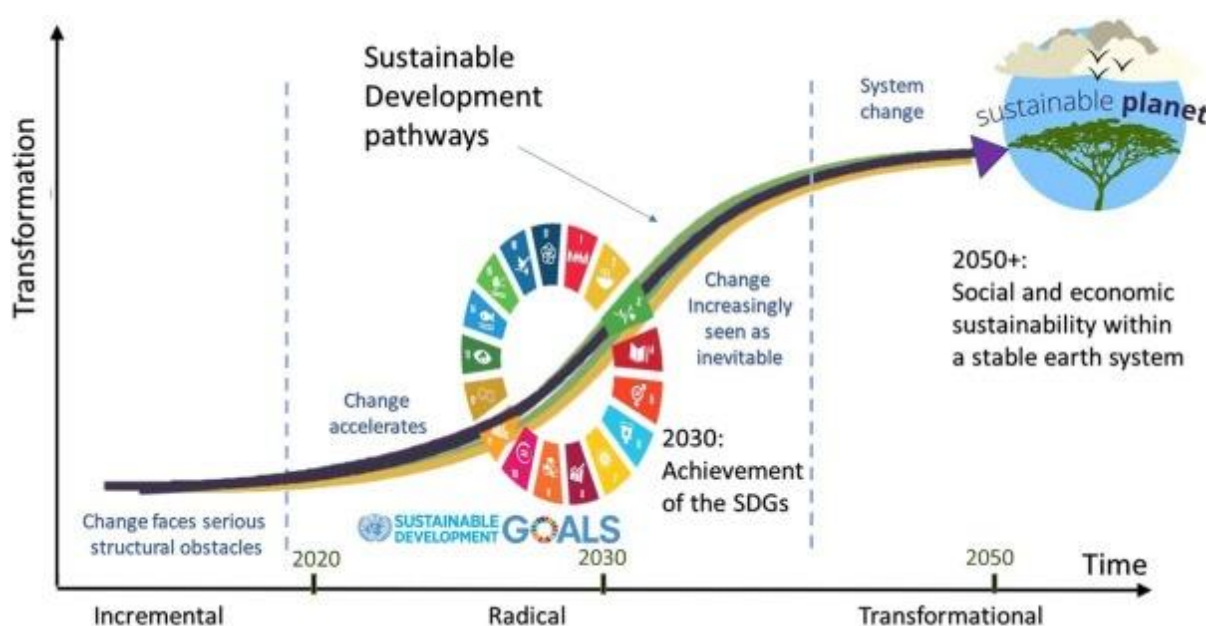 Transformation
Sustainable
Development
pathways
System
change
sustainable planet
2050+:
Social and economic
sustainability within
a stable earth system
Change
Increasingly
seen as
inevitable
Change
accelerates
2030:
Achievement
of the SDGs
Change faces serious
structural obstacles
SUSTAINABLE
DEVELOPMENT
GOALS
2020
2030
2050
Time
Incremental
Radical
Transformational